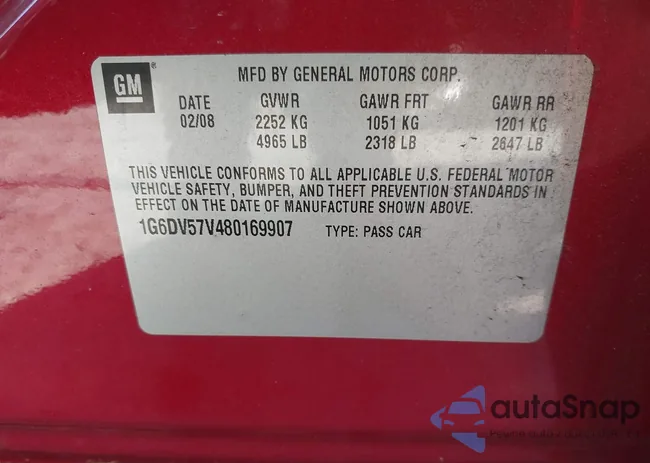 GM®
MFD BY GENERAL MOTORS CORP.
DATE GVWR GAWR FRT GAWR RR
02/08 2252 KG 1051 KG 1201 KG
4965 LB 2318 LB 2647 LB
THIS VEHICLE CONFORMS TO ALL APPLICABLE U.S. FEDERAL MOTOR
VEHICLE SAFETY, BUMPER, AND THEFT PREVENTION STANDARDS IN
EFFECT ON THE DATE OF MANUFACTURE SHOWN ABOVE.
1G6DV57V480169907 TYPE: PASS CAR
autaSnap